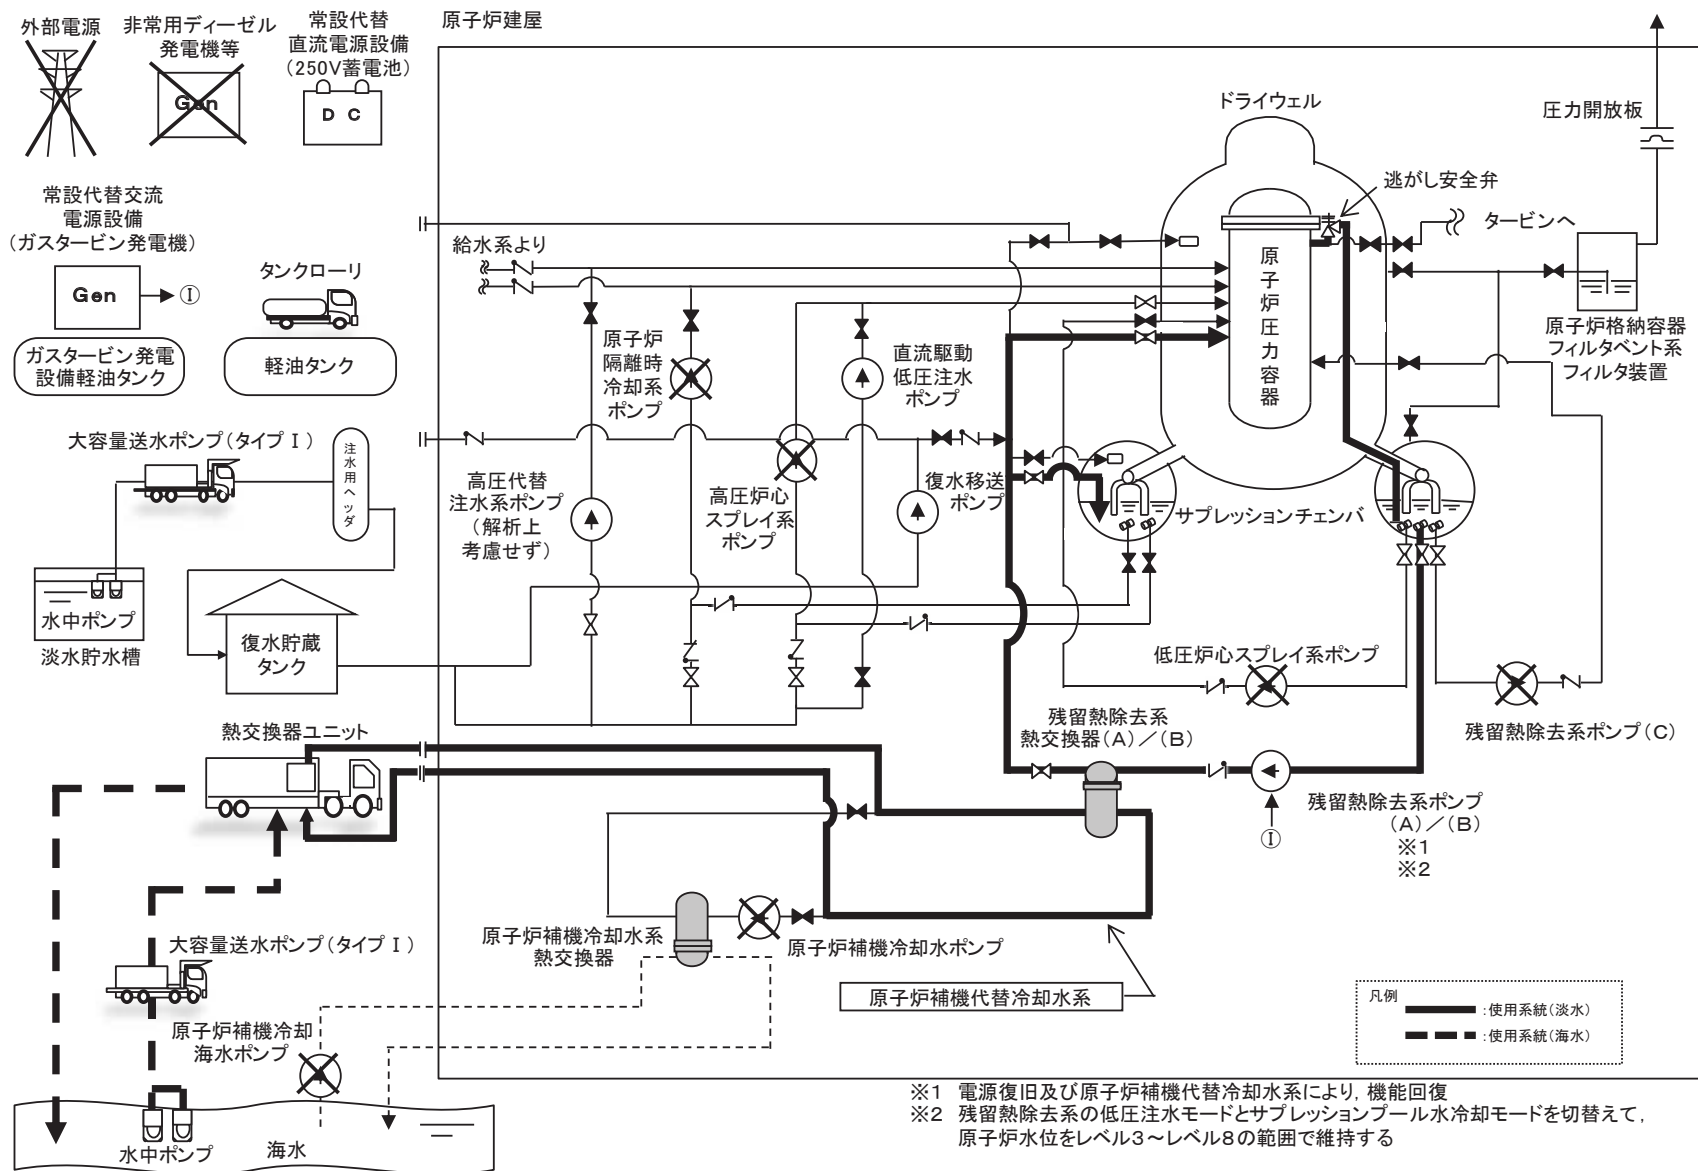 外部電源
非常用ディーゼル
発電機等
常設代替
直流電源設備
（250V蓄電池）
原子炉建屋
Gen
D C
ドライウェル
圧力開放板
逃がし安全弁
タービンへ
常設代替交流
電源設備
（ガスタービン発電機）
Gen
Ⓘ
タンクローリ
ガスタービン発電
設備軽油タンク
軽油タンク
給水系より
原子炉
隔離時
冷却系
ポンプ
直流駆動
低圧注水
ポンプ
原子炉圧力容器
原子炉格納容器
フィルタベント系
フィルタ装置
大容量送水ポンプ（タイプⅠ）
注水用ヘッダ
高圧代替
注水系ポンプ
（解析上
考慮せず）
高圧炉心
スプレイ系
ポンプ
復水移送
ポンプ
サプレッションチェンバ
水中ポンプ
淡水貯水槽
復水貯蔵
タンク
低圧炉心スプレイ系ポンプ
残留熱除去系ポンプ（C）
熱交換器ユニット
残留熱除去系
熱交換器（A）／（B）
残留熱除去系ポンプ
（A）／（B）
※1
※2
Ⓘ
原子炉補機冷却水系
熱交換器
原子炉補機冷却水ポンプ
原子炉補機代替冷却水系
大容量送水ポンプ（タイプⅠ）
原子炉補機冷却
海水ポンプ
水中ポンプ
海水
凡例
：使用系統（淡水）
：使用系統（海水）
※1 電源復旧及び原子炉補機代替冷却水系により，機能回復
※2 残留熱除去系の低圧注水モードとサプレッションプール水冷却モードを切替えて，
原子炉水位をレベル3～レベル8の範囲で維持する